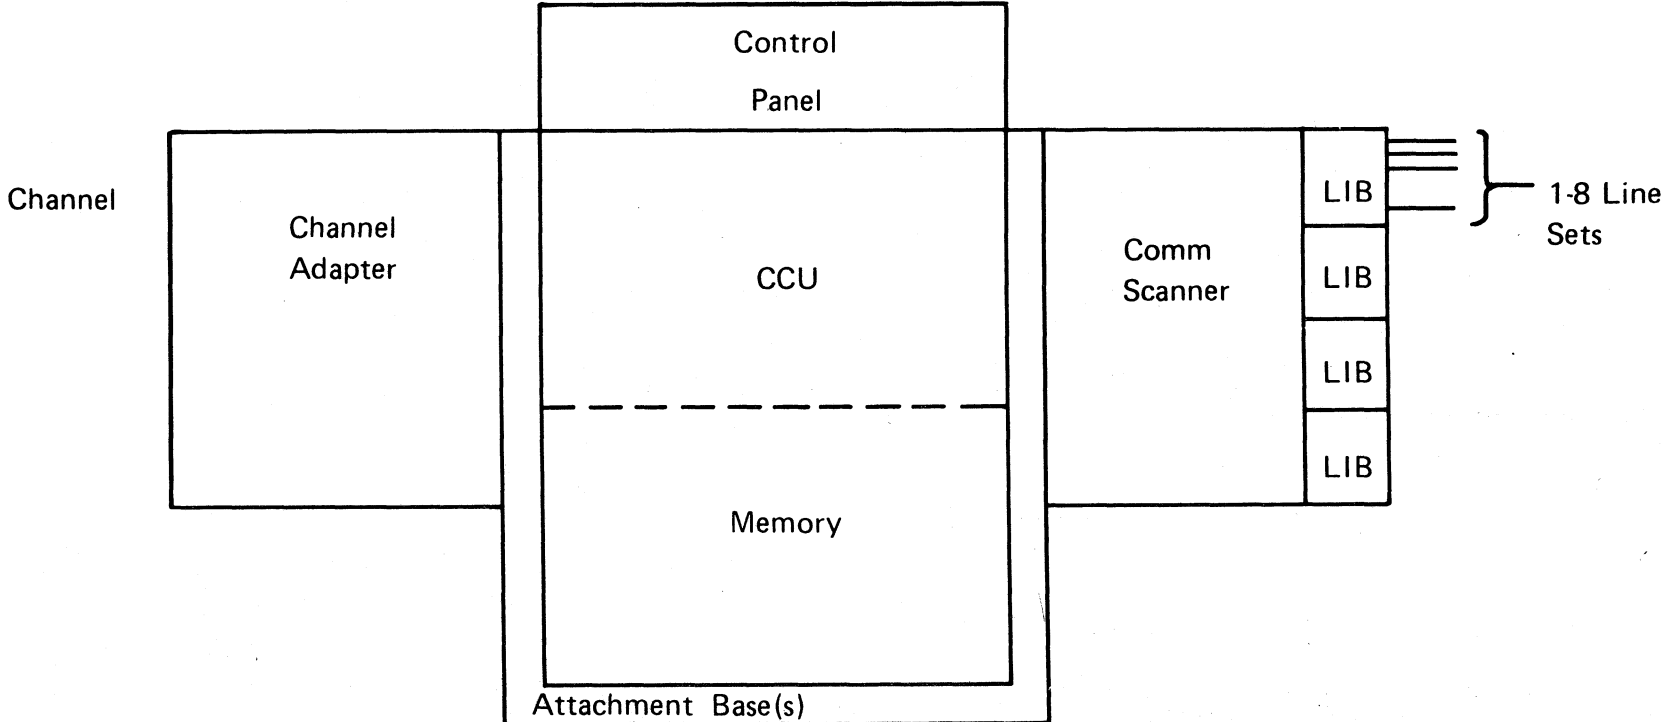 Control
Panel
Channel
Channel
Adapter
CCU
Comm
Scanner
LIB
LIB
LIB
LIB
1-8 Line
Sets
Memory
Attachment Base(s)